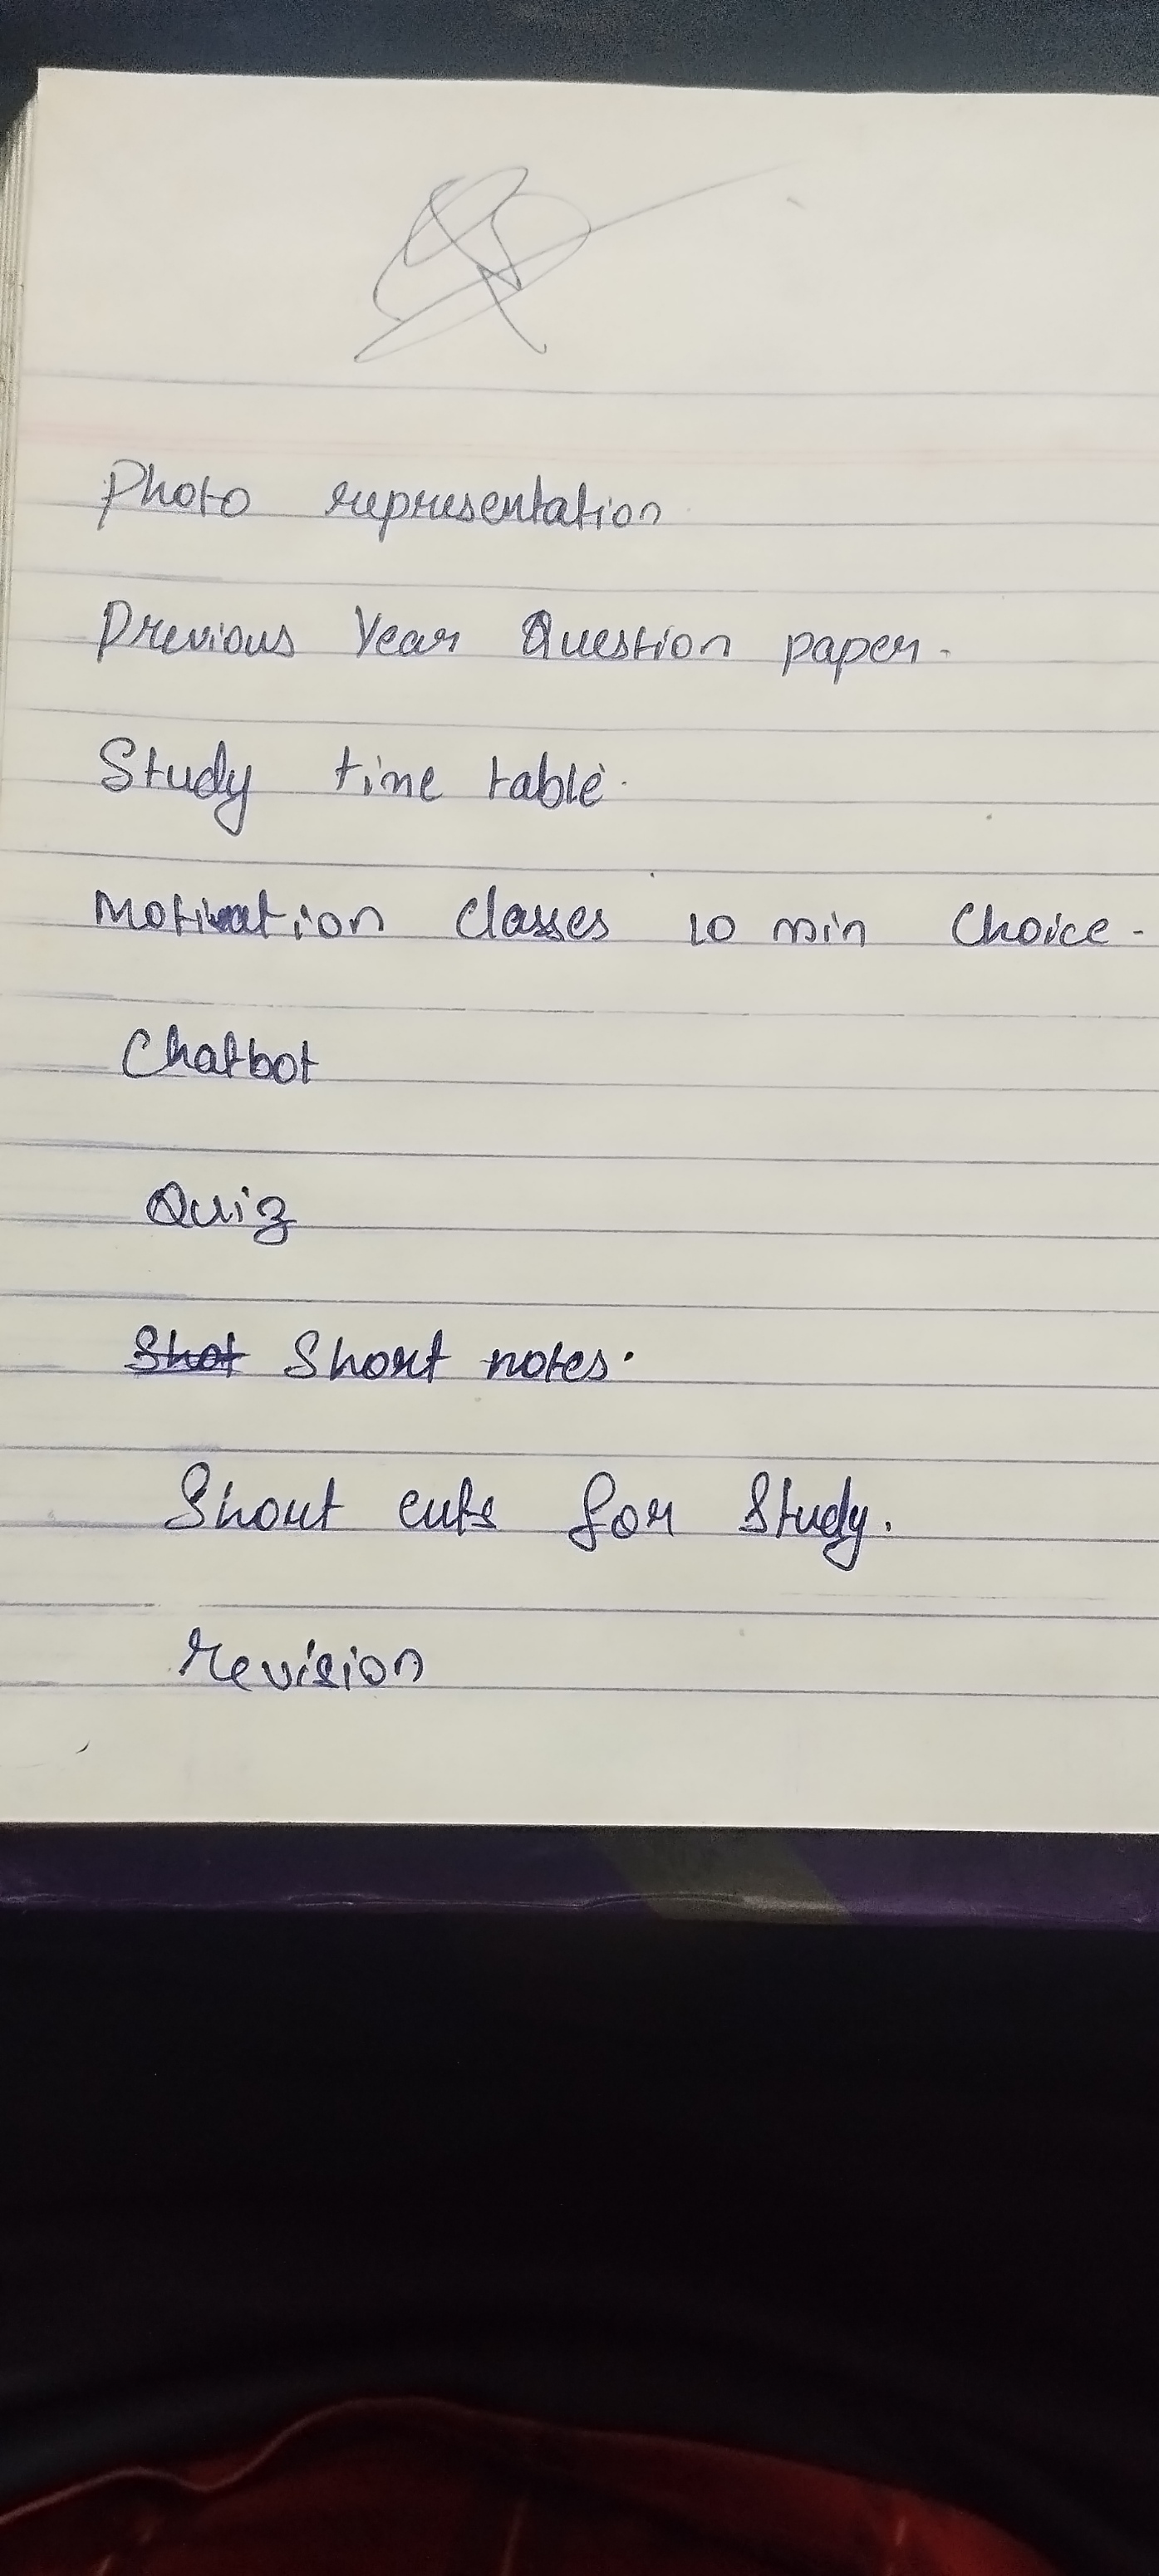 Photo representation
Previous Year Question paper.
Study time table.
Motivation Classes 10 min Choice.
Chatbot
Quiz
Shot Short notes.
Short cuts for Study.
revision